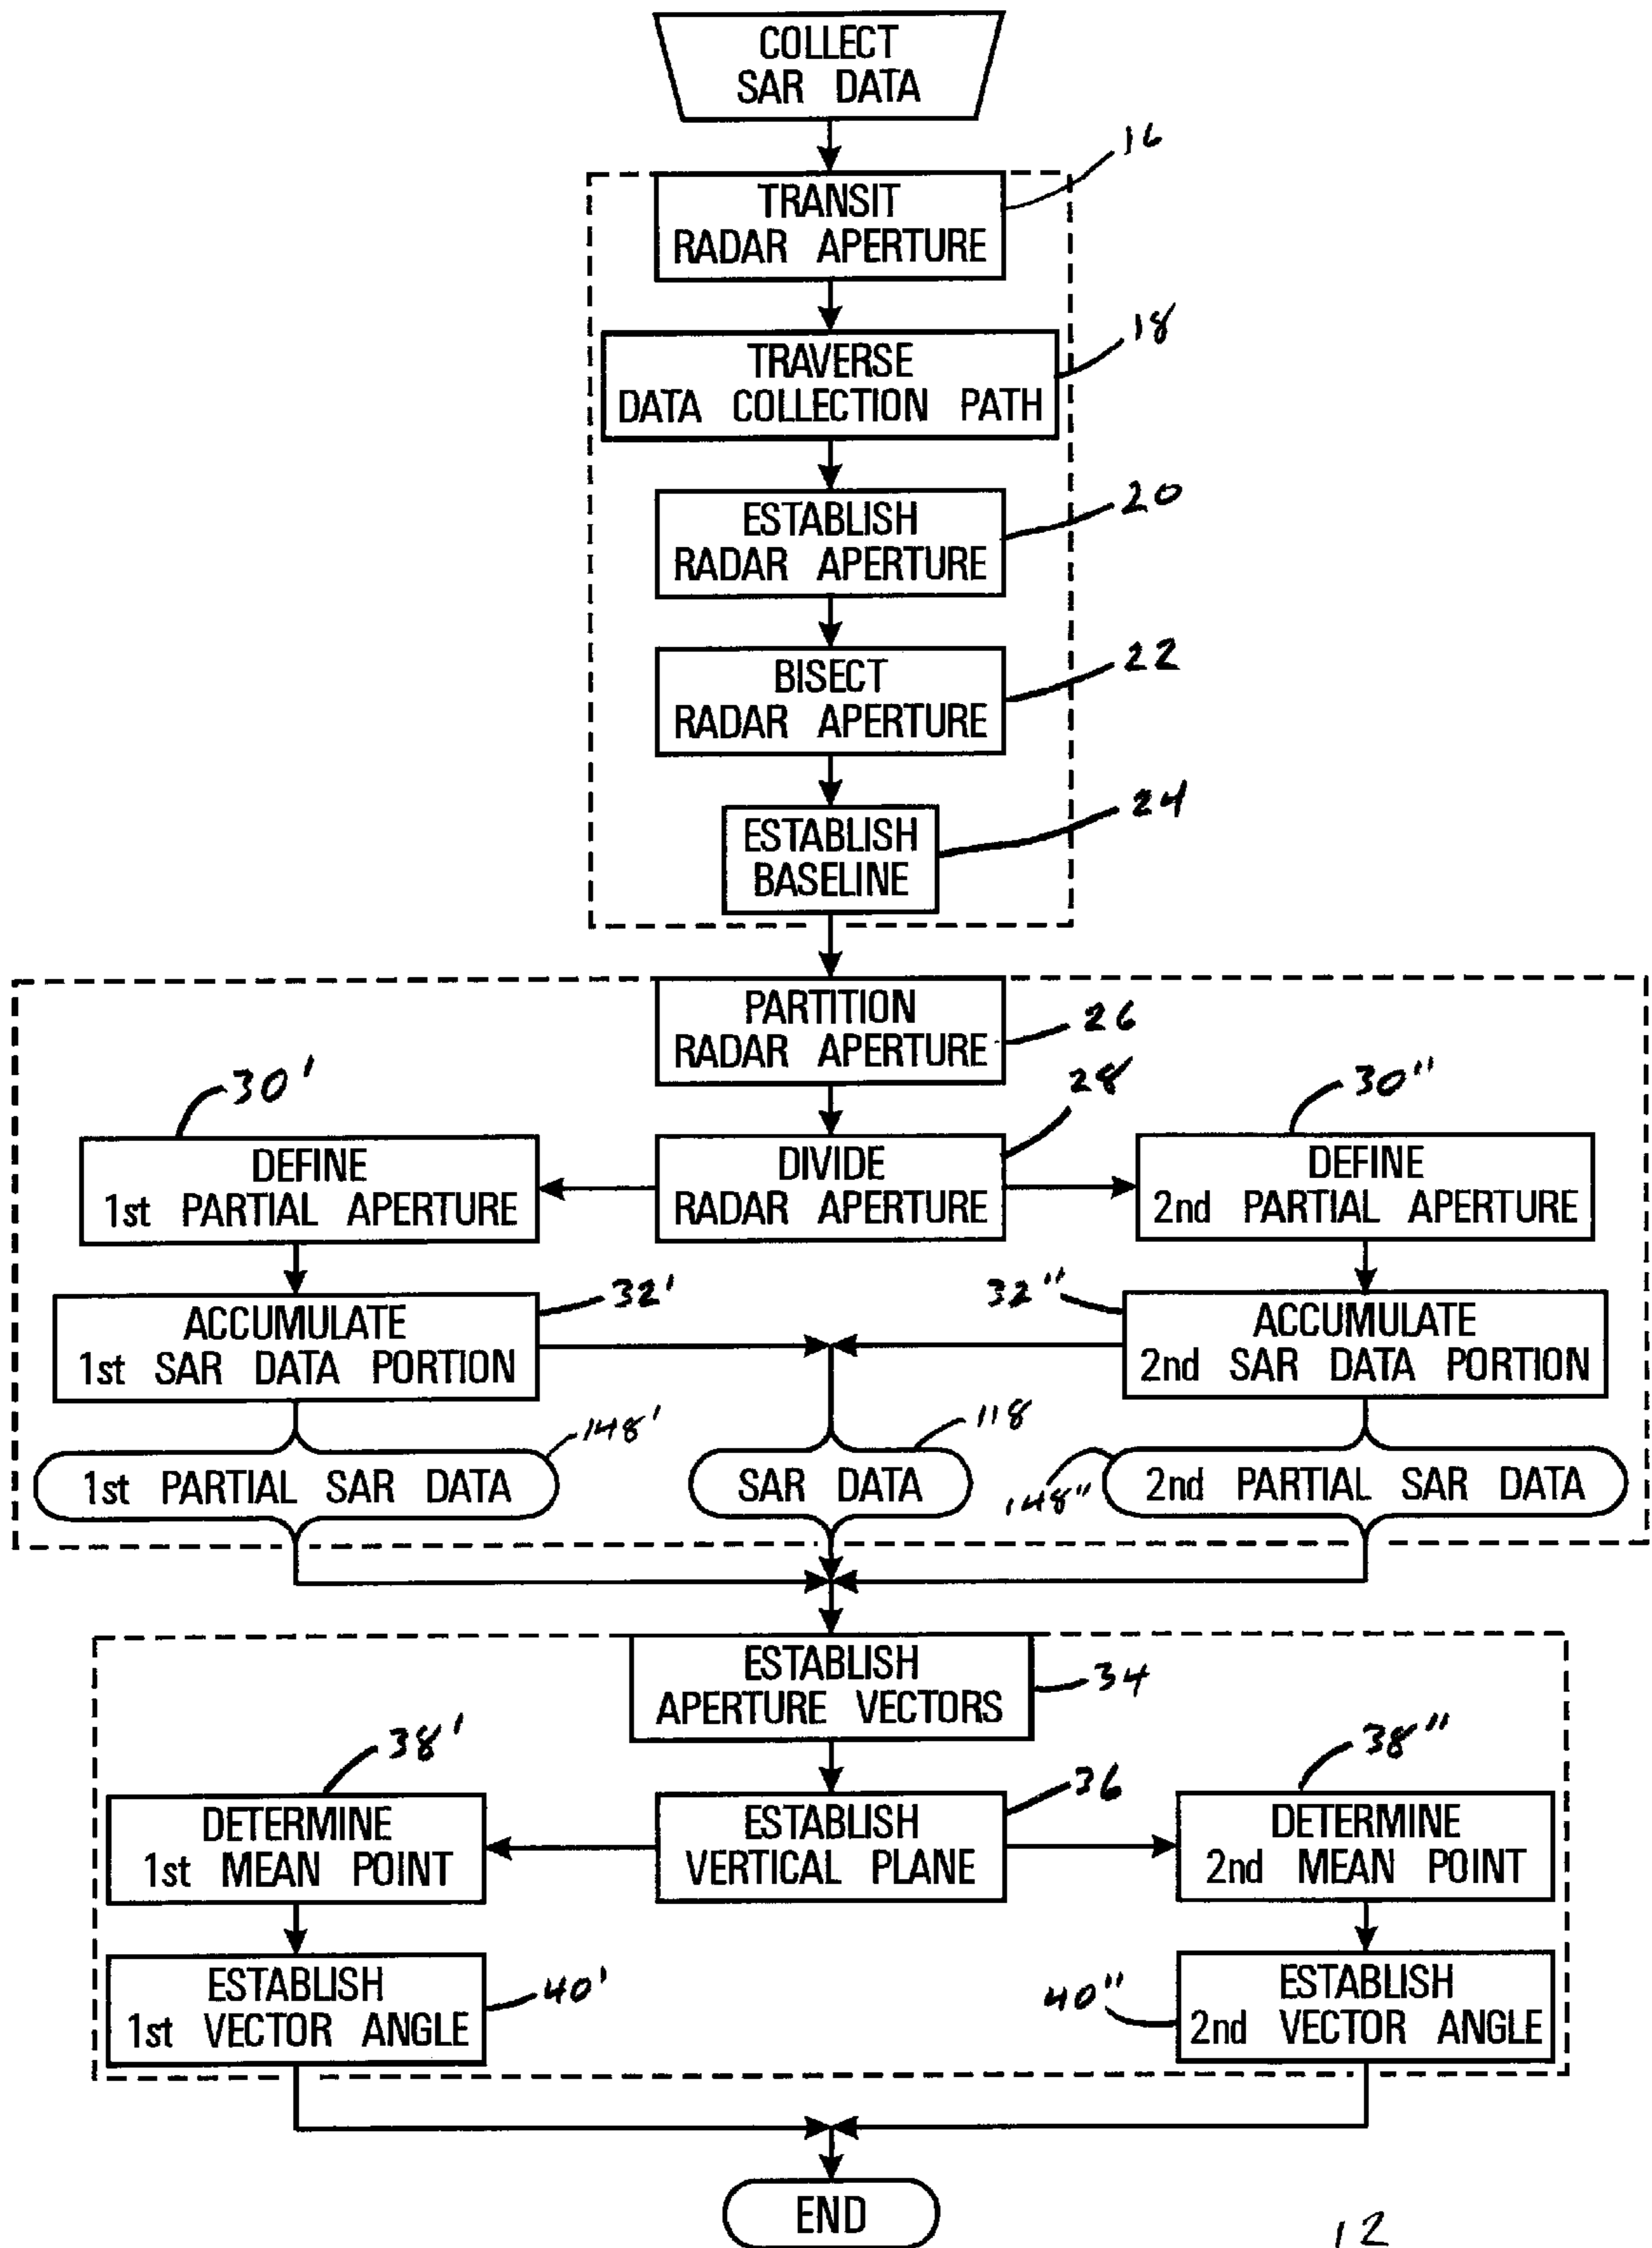 COLLECT
SAR DATA
16
TRANSIT
RADAR APERTURE
18
TRAVERSE
DATA COLLECTION PATH
20
ESTABLISH
RADAR APERTURE
22
BISECT
RADAR APERTURE
24
ESTABLISH
BASELINE
PARTITION
RADAR APERTURE
26
30'
28
30"
DEFINE
1st PARTIAL APERTURE
DIVIDE
RADAR APERTURE
DEFINE
2nd PARTIAL APERTURE
32'
32"
ACCUMULATE
1st SAR DATA PORTION
ACCUMULATE
2nd SAR DATA PORTION
148'
118
148"
1st PARTIAL SAR DATA
SAR DATA
2nd PARTIAL SAR DATA
ESTABLISH
APERTURE VECTORS
34
38'
36
38"
DETERMINE
1st MEAN POINT
ESTABLISH
VERTICAL PLANE
DETERMINE
2nd MEAN POINT
ESTABLISH
1st VECTOR ANGLE
40'
40"
ESTABLISH
2nd VECTOR ANGLE
END
12